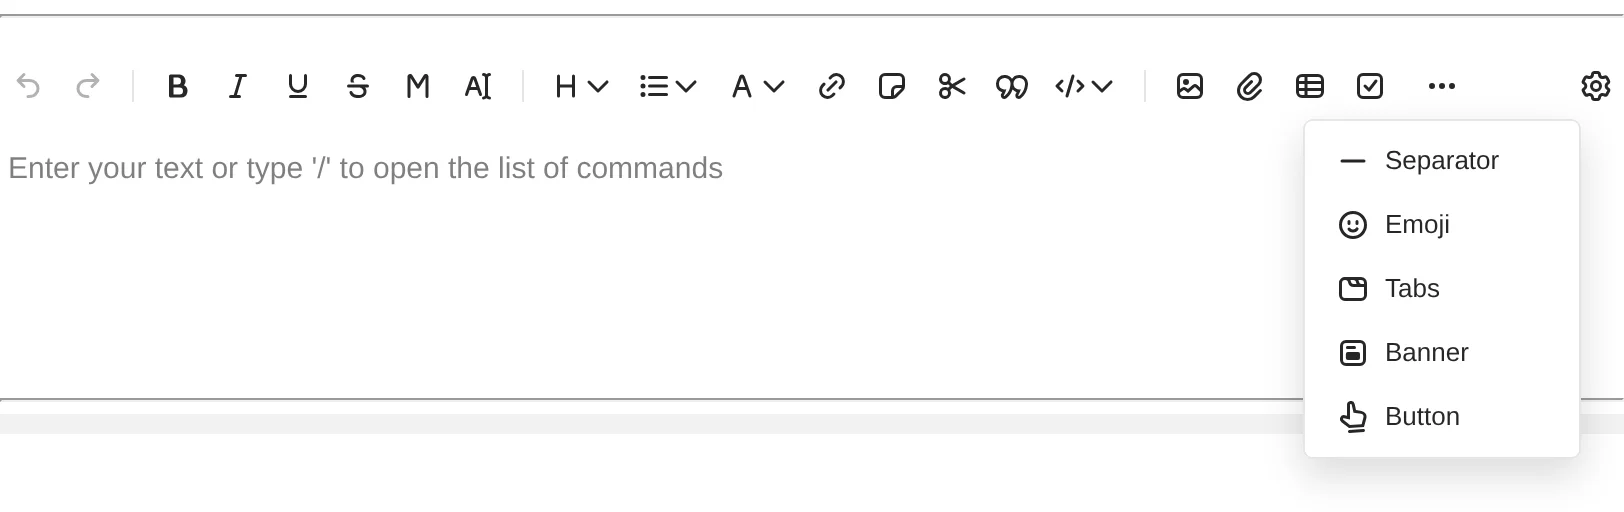 Enter your text or type '/' to open the list of commands
Separator
Emoji
Tabs
Banner
Button